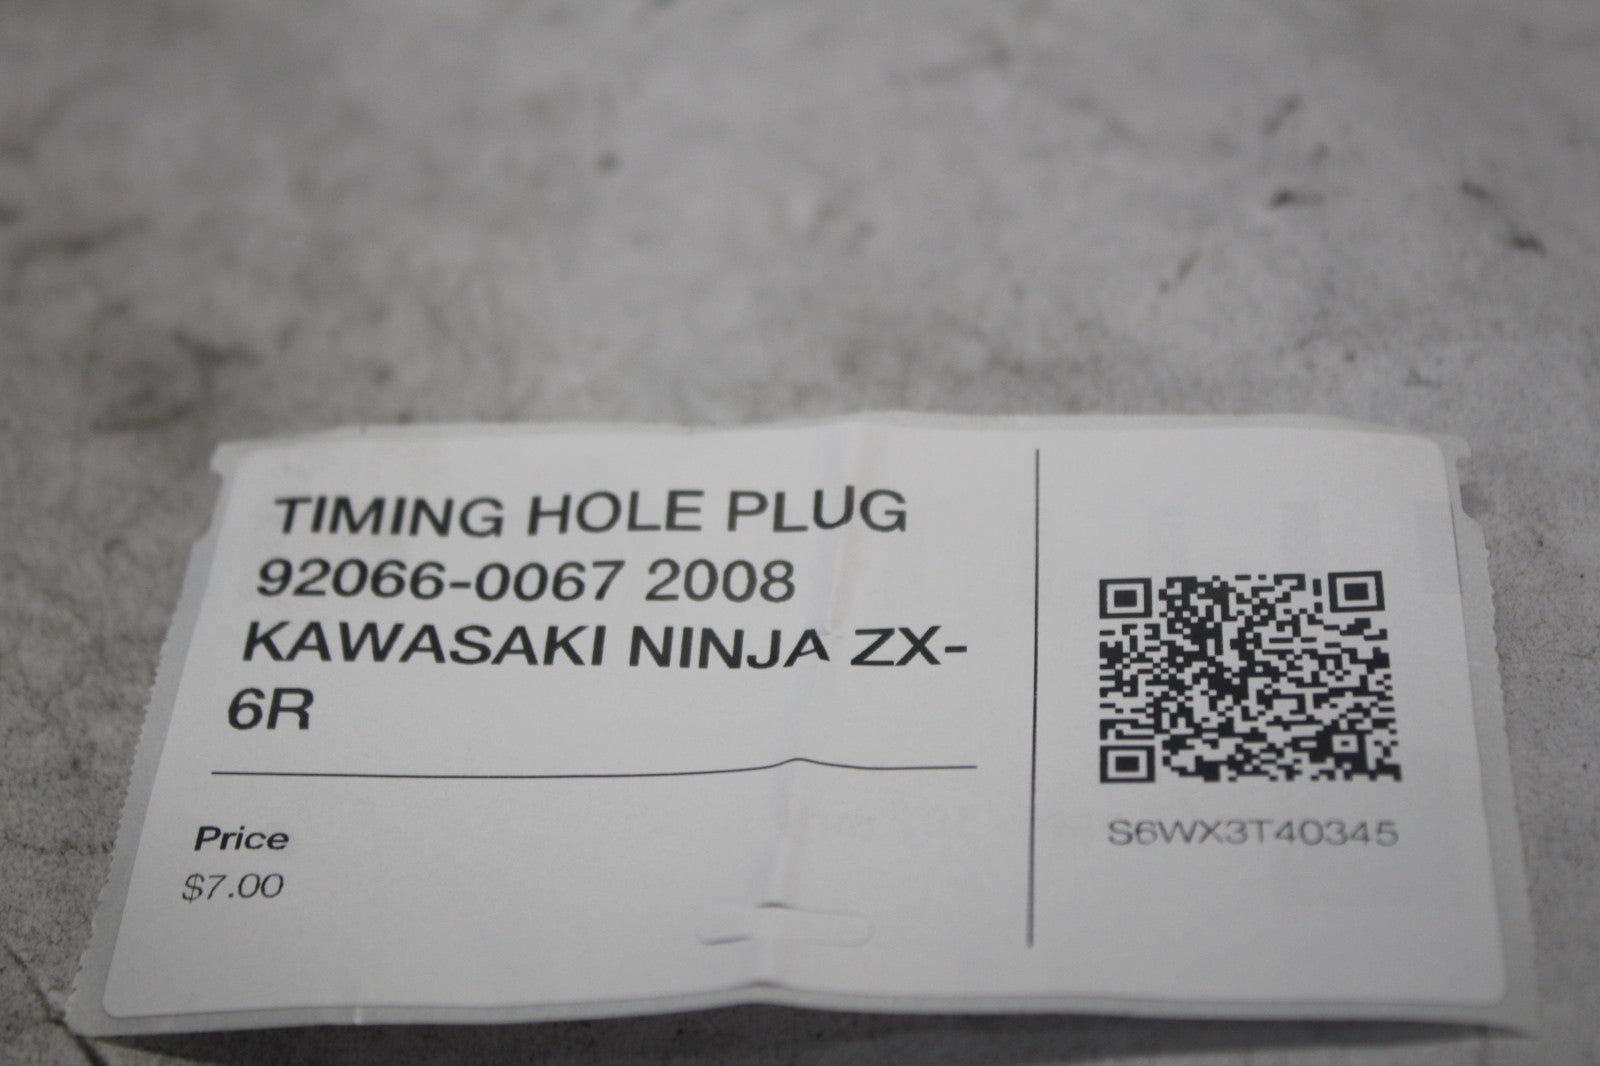 TIMING HOLE PLUG
92066-0067 2008
KAWASAKI NINJA ZX-
6R
Price
$7.00
S6WX3T40345